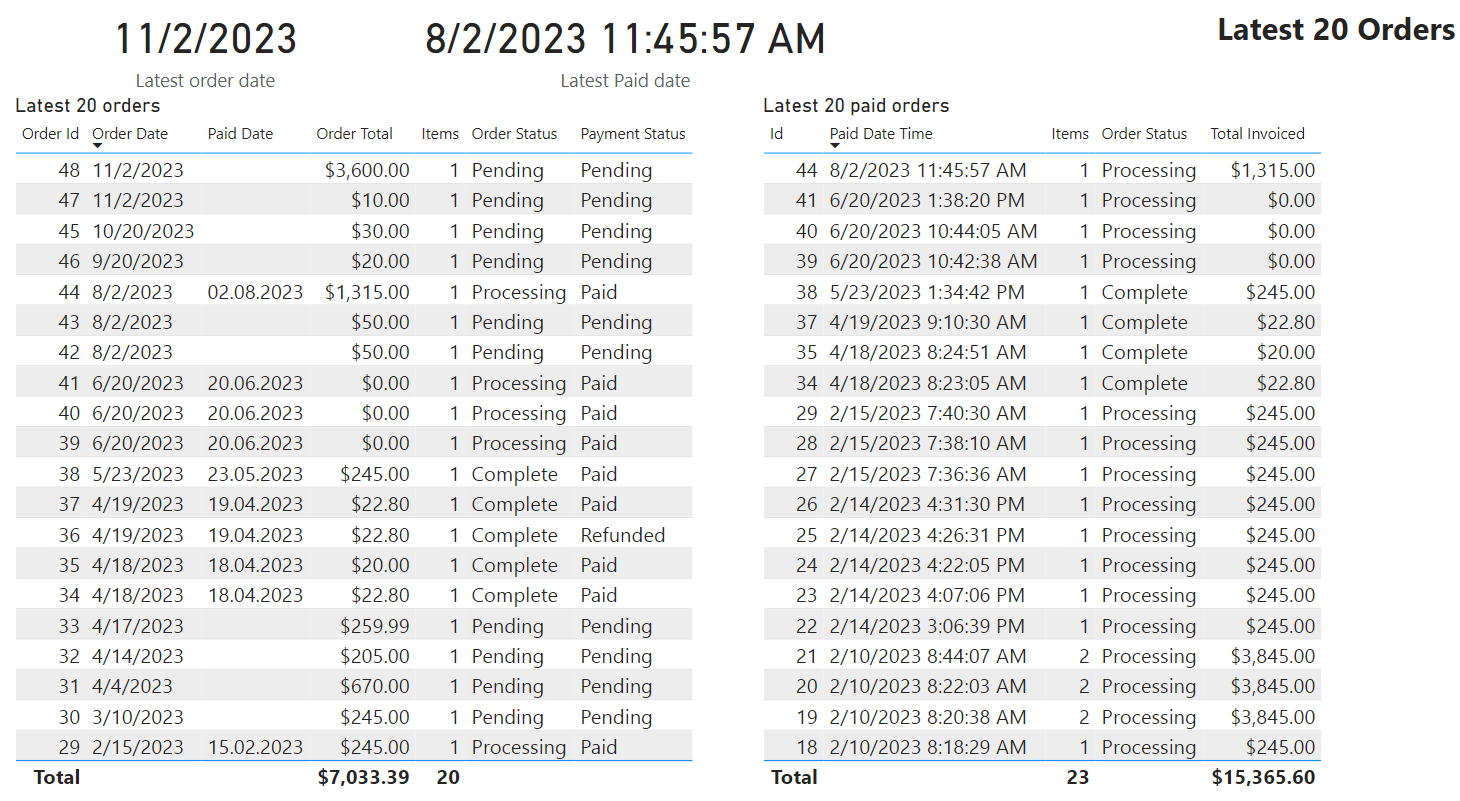 11/2/2023 8/2/2023 11:45:57 AM Latest 20 Orders
Latest order date Latest Paid date
Latest 20 orders
Order Id Order Date Paid Date Order Total Items Order Status Payment Status
48 11/2/2023 $3,600.00 1 Pending Pending
47 11/2/2023 $10.00 1 Pending Pending
45 10/20/2023 $30.00 1 Pending Pending
46 9/20/2023 $20.00 1 Pending Pending
44 8/2/2023 02.08.2023 $1,315.00 1 Processing Paid
43 8/2/2023 $50.00 1 Pending Pending
42 8/2/2023 $50.00 1 Pending Pending
41 6/20/2023 20.06.2023 $0.00 1 Processing Paid
40 6/20/2023 20.06.2023 $0.00 1 Processing Paid
39 6/20/2023 20.06.2023 $0.00 1 Processing Paid
38 5/23/2023 23.05.2023 $245.00 1 Complete Paid
37 4/19/2023 19.04.2023 $22.80 1 Complete Paid
36 4/19/2023 19.04.2023 $22.80 1 Complete Refunded
35 4/18/2023 18.04.2023 $20.00 1 Complete Paid
34 4/18/2023 18.04.2023 $22.80 1 Complete Paid
33 4/17/2023 $259.99 1 Pending Pending
32 4/14/2023 $205.00 1 Pending Pending
31 4/4/2023 $670.00 1 Pending Pending
30 3/10/2023 $245.00 1 Pending Pending
29 2/15/2023 15.02.2023 $245.00 1 Processing Paid
Total $7,033.39 20
Latest 20 paid orders
Id Paid Date Time Items Order Status Total Invoiced
44 8/2/2023 11:45:57 AM 1 Processing $1,315.00
41 6/20/2023 1:38:20 PM 1 Processing $0.00
40 6/20/2023 10:44:05 AM 1 Processing $0.00
39 6/20/2023 10:42:38 AM 1 Processing $0.00
38 5/23/2023 1:34:42 PM 1 Complete $245.00
37 4/19/2023 9:10:30 AM 1 Complete $22.80
35 4/18/2023 8:24:51 AM 1 Complete $20.00
34 4/18/2023 8:23:05 AM 1 Complete $22.80
29 2/15/2023 7:40:30 AM 1 Processing $245.00
28 2/15/2023 7:38:10 AM 1 Processing $245.00
27 2/15/2023 7:36:36 AM 1 Processing $245.00
26 2/14/2023 4:31:30 PM 1 Processing $245.00
25 2/14/2023 4:26:31 PM 1 Processing $245.00
24 2/14/2023 4:22:05 PM 1 Processing $245.00
23 2/14/2023 4:07:06 PM 1 Processing $245.00
22 2/14/2023 3:06:39 PM 1 Processing $245.00
21 2/10/2023 8:44:07 AM 2 Processing $3,845.00
20 2/10/2023 8:22:03 AM 2 Processing $3,845.00
19 2/10/2023 8:20:38 AM 2 Processing $3,845.00
18 2/10/2023 8:18:29 AM 1 Processing $245.00
Total 23 $15,365.60